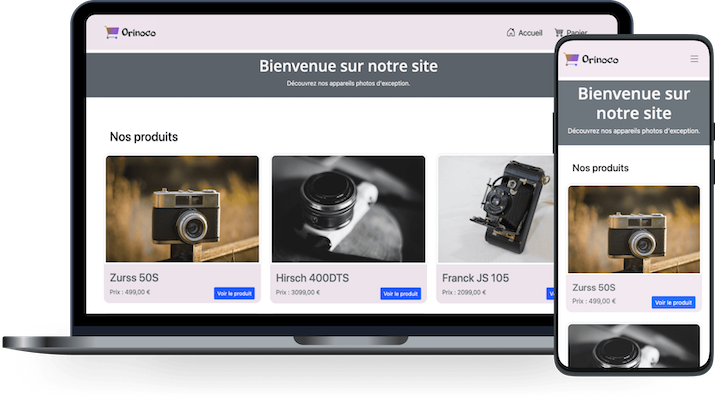 Orinoco
Accueil
Panier
Bienvenue sur notre site
Découvrez nos appareils photos d'exception.
Nos produits
Zurss 50S
Prix : 499,00 €
Voir le produit
Hirsch 400DTS
Prix : 3099,00 €
Voir le produit
Franck JS 105
Prix : 2099,00 €
Orinoco
Bienvenue sur
notre site
Découvrez nos appareils photos d'exception.
Nos produits
Zurss 50S
Prix : 499,00 €
Voir le produit